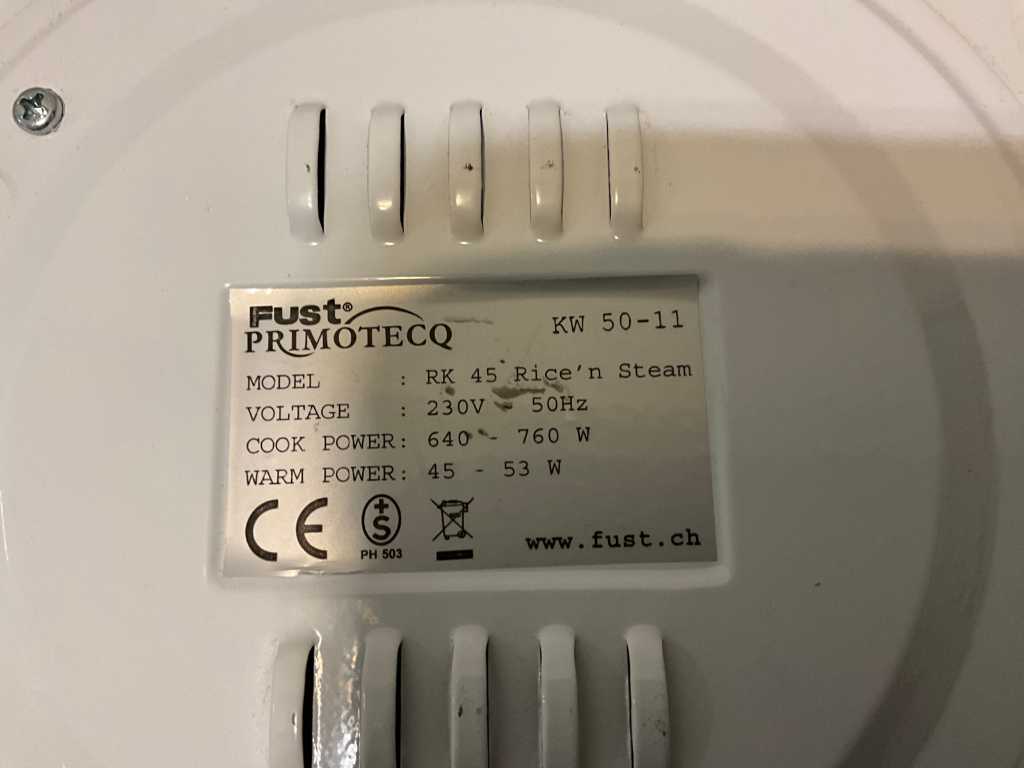 Fust®
PRIMOTECQ
KW 50-11
MODEL : RK 45 Rice'n Steam
VOLTAGE : 230V ~ 50Hz
COOK POWER: 640 - 760 W
WARM POWER: 45 - 53 W
CE
+S
PH 503
www.fust.ch